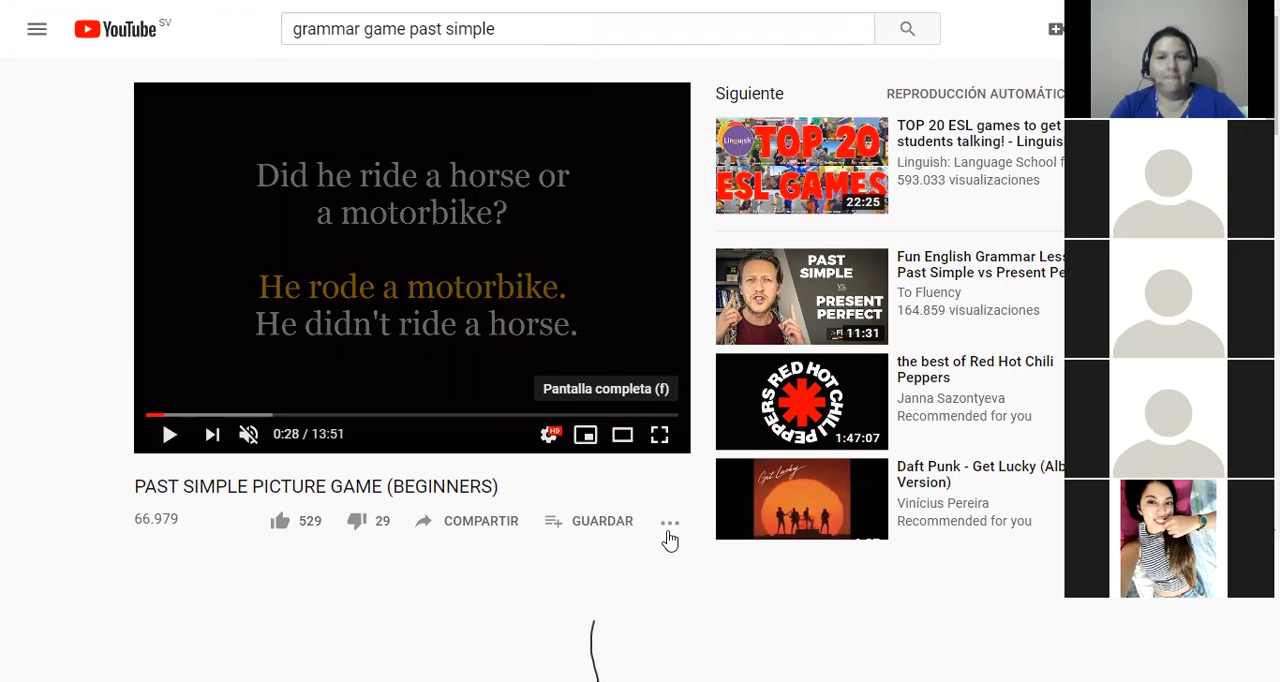 YouTube SV
grammar game past simple
Did he ride a horse or
a motorbike?
He rode a motorbike.
He didn't ride a horse.
Pantalla completa (f)
HD
0:28 / 13:51
PAST SIMPLE PICTURE GAME (BEGINNERS)
66.979
529
29
COMPARTIR
GUARDAR
Siguiente
REPRODUCCIÓN AUTOMÁTIC
Linguish
TOP 20
ESL GAMES
22:25
TOP 20 ESL games to get
students talking! - Linguis
Linguish: Language School f
593.033 visualizaciones
PAST
SIMPLE
VS
PRESENT
PERFECT
11:31
Fun English Grammar Les
Past Simple vs Present Pe
To Fluency
164.859 visualizaciones
RED HOT CHILI PEPPERS
1:47:07
the best of Red Hot Chili
Peppers
Janna Sazontyeva
Recommended for you
Get Lucky
Daft Punk - Get Lucky (Alb
Version)
Vinícius Pereira
Recommended for you